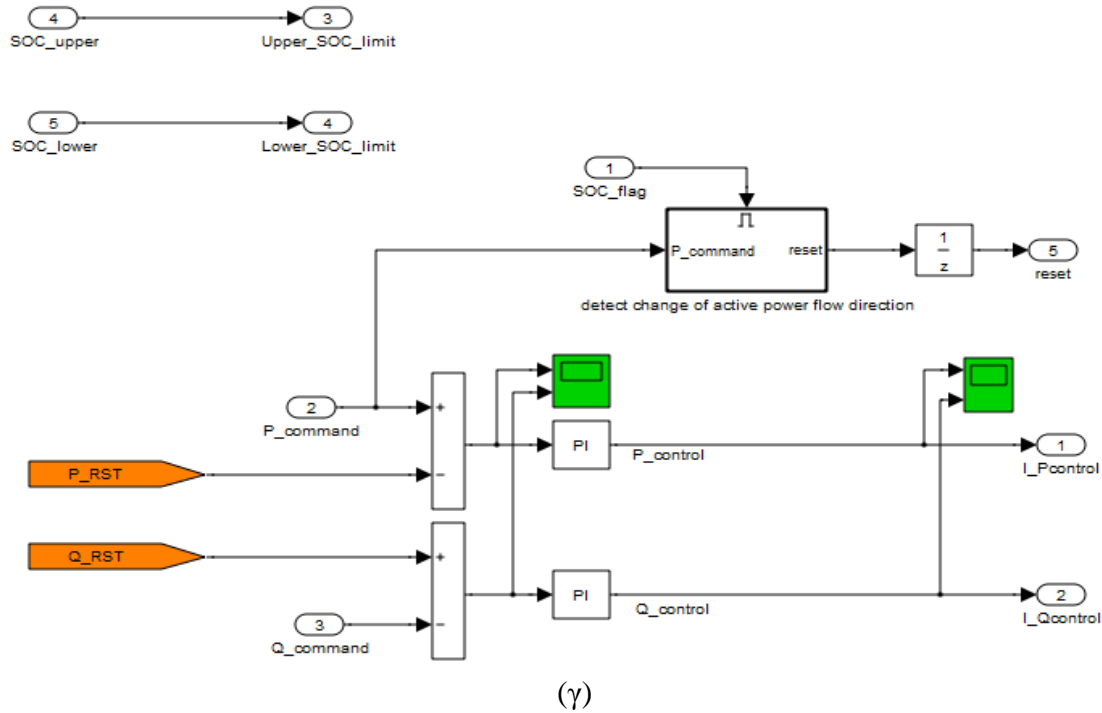 4
3
SOC_upper
Upper_SOC_limit
5
4
SOC_lower
Lower_SOC_limit
1
SOC_flag
P_command
reset
1
z
5
reset
detect change of active power flow direction
2
+
P_command
PI
P_control
1
I_Pcontrol
P_RST
−
Q_RST
+
PI
Q_control
2
I_Qcontrol
3
−
Q_command
(γ)